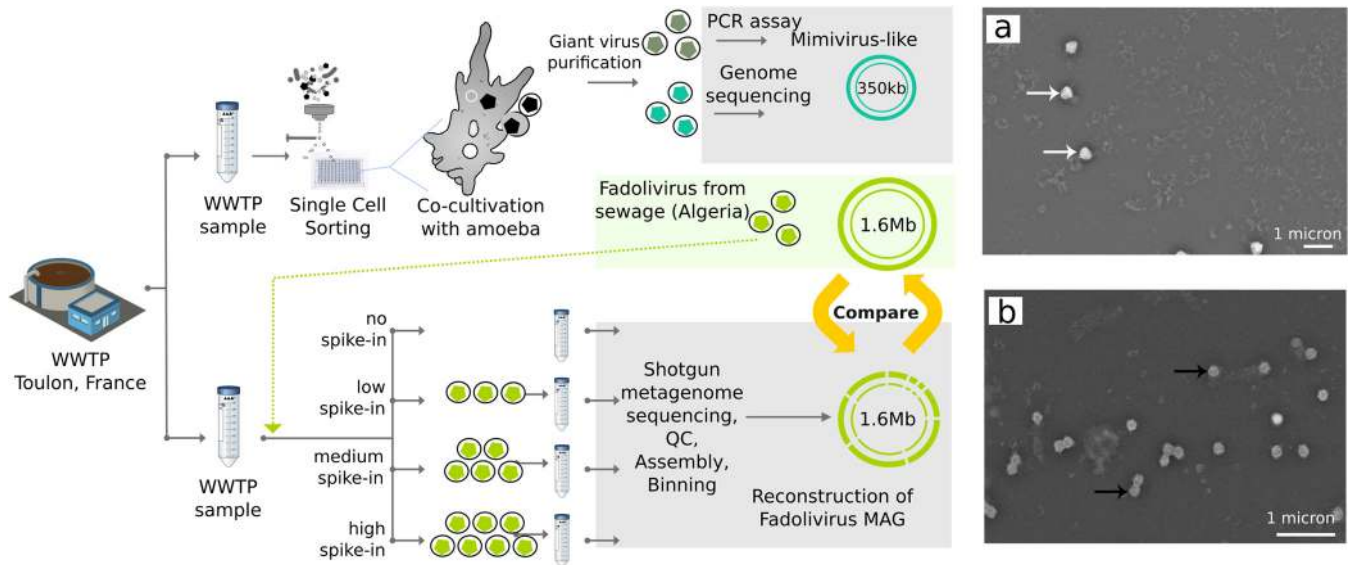 WWTP
Toulon, France
WWTP
sample
Single Cell
Sorting
Co-cultivation
with amoeba
Giant virus
purification
PCR assay
Mimivirus-like
Genome
sequencing
350kb
Fadolivirus from
sewage (Algeria)
1.6Mb
Compare
WWTP
sample
no
spike-in
low
spike-in
medium
spike-in
high
spike-in
Shotgun
metagenome
sequencing,
QC,
Assembly,
Binning
1.6Mb
Reconstruction of
Fadolivirus MAG
a
1 micron
b
1 micron